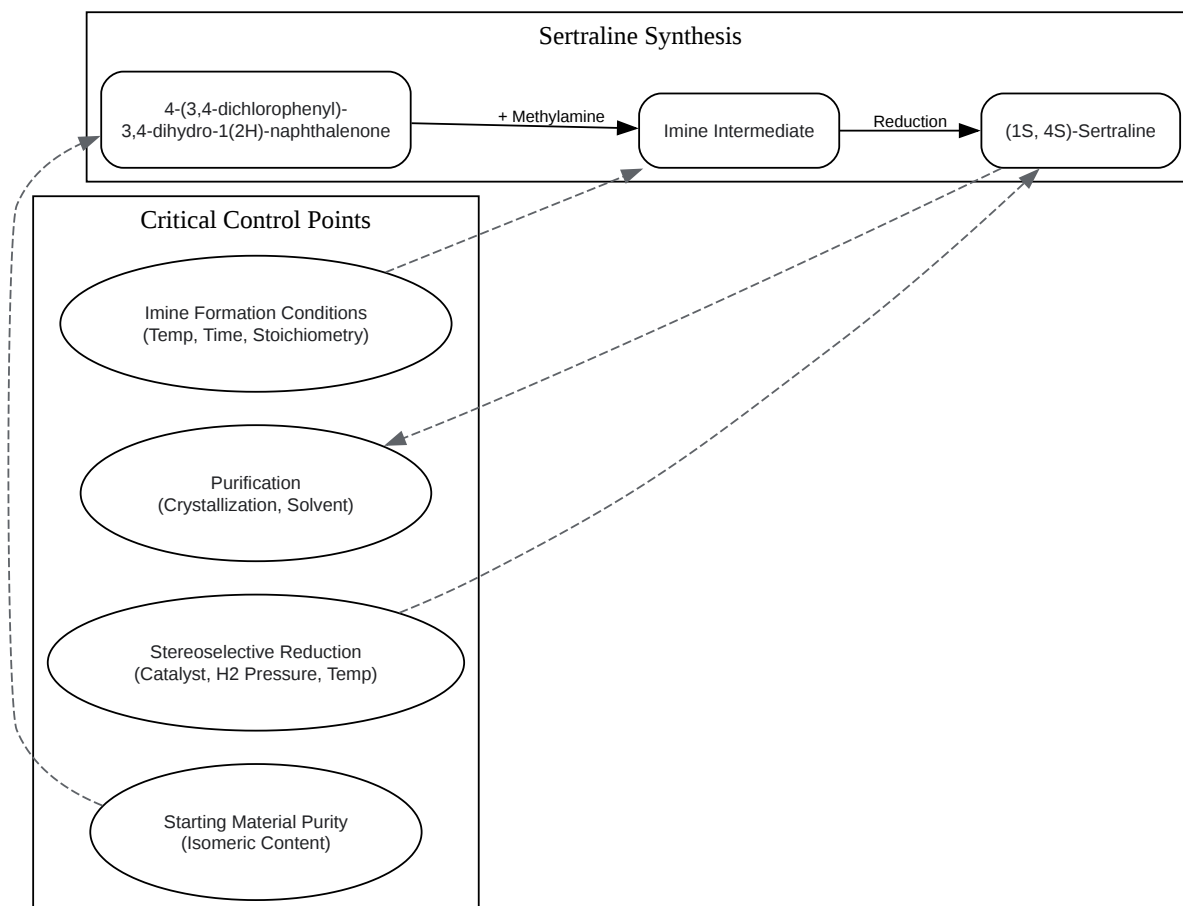 Sertraline Synthesis
4-(3,4-dichlorophenyl)-
3,4-dihydro-1(2H)-naphthalenone
+ Methylamine
Imine Intermediate
Reduction
(1S, 4S)-Sertraline
Critical Control Points
Imine Formation Conditions
(Temp, Time, Stoichiometry)
Purification
(Crystallization, Solvent)
Stereoselective Reduction
(Catalyst, H2 Pressure, Temp)
Starting Material Purity
(Isomeric Content)